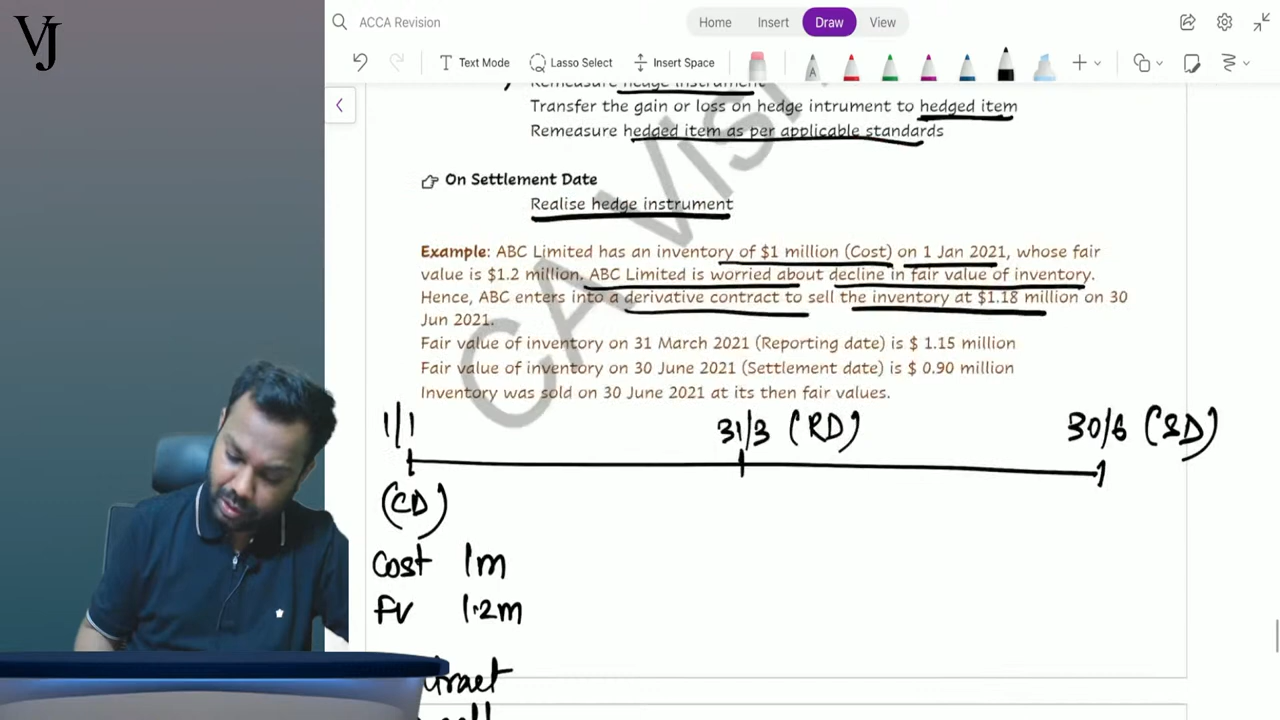 VJ
ACCA Revision
Home Insert Draw View
Text Mode Lasso Select Insert Space
Remeasure hedge instrument
Transfer the gain or loss on hedge intrument to hedged item
Remeasure hedged item as per applicable standards
On Settlement Date
Realise hedge instrument
Example: ABC Limited has an inventory of $1 million (Cost) on 1 Jan 2021, whose fair
value is $1.2 million. ABC Limited is worried about decline in fair value of inventory.
Hence, ABC enters into a derivative contract to sell the inventory at $1.18 million on 30
Jun 2021.
Fair value of inventory on 31 March 2021 (Reporting date) is $ 1.15 million
Fair value of inventory on 30 June 2021 (Settlement date) is $ 0.90 million
Inventory was sold on 30 June 2021 at its then fair values.
1/1 31/3 (RD) 30/6 (SD)
(CD)
Cost 1m
FV 1.2m